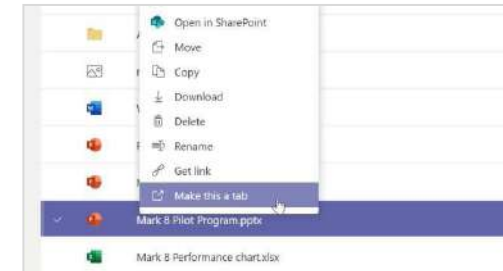 Open in SharePoint
Move
Copy
Download
Delete
Rename
Get link
Make this a tab
Mark 8 Pilot Program.pptx
Mark 8 Performance chart.xlsx